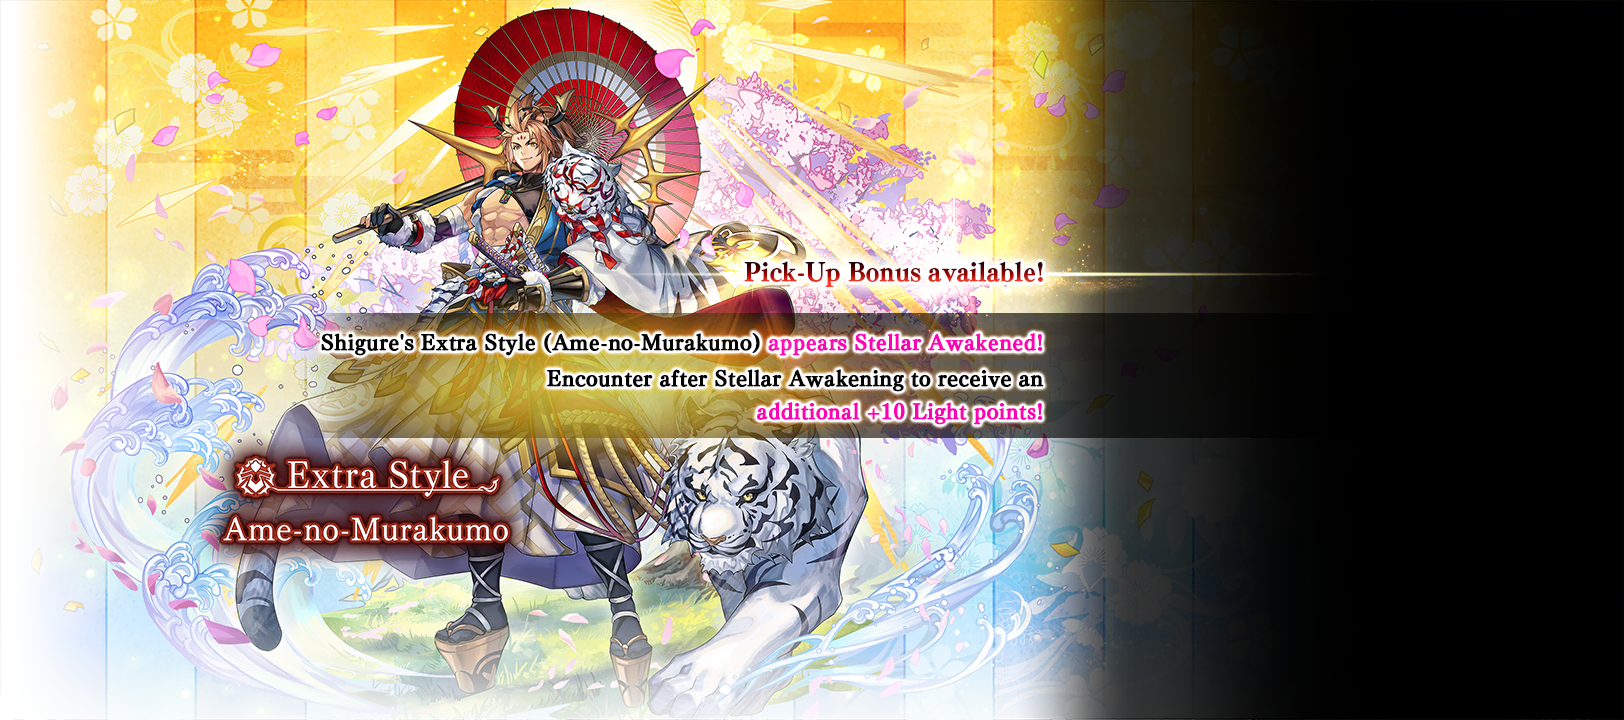 Pick-Up Bonus available!
Shigure's Extra Style (Ame-no-Murakumo) appears Stellar Awakened!
Encounter after Stellar Awakening to receive an
additional +10 Light points!
Extra Style
Ame-no-Murakumo